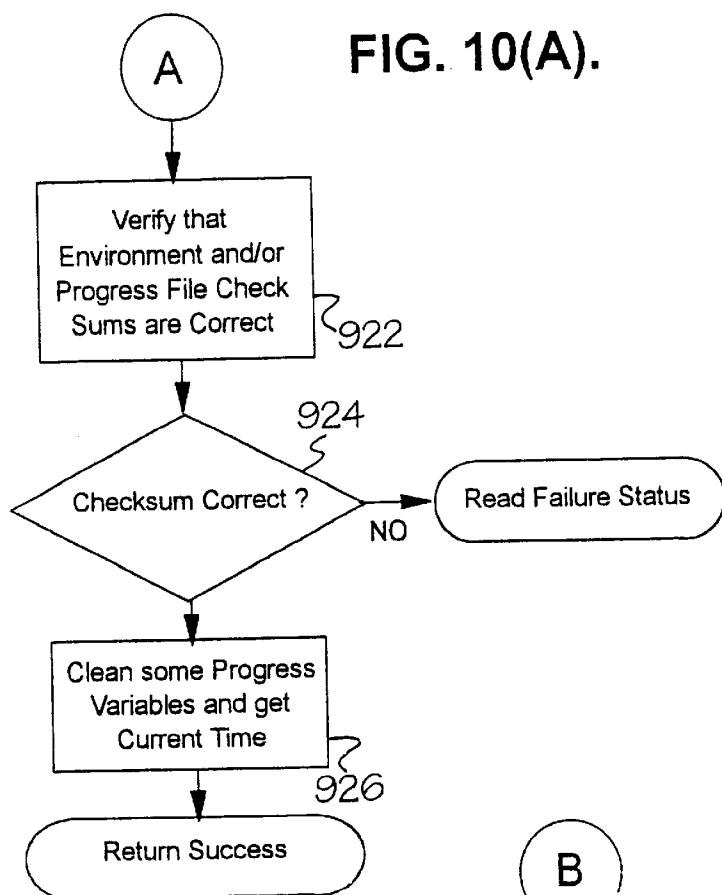 A
FIG. 10(A).
Verify that
Environment and/or
Progress File Check
Sums are Correct
922
924
Checksum Correct ?
NO
Read Failure Status
Clean some Progress
Variables and get
Current Time
926
Return Success
B